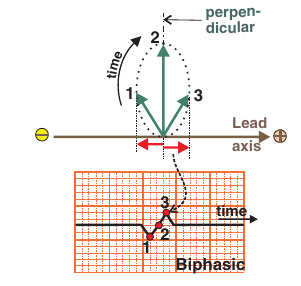 perpen-
dicular
2
time
1
3
Lead
axis
−
+
3
time
2
1
Biphasic